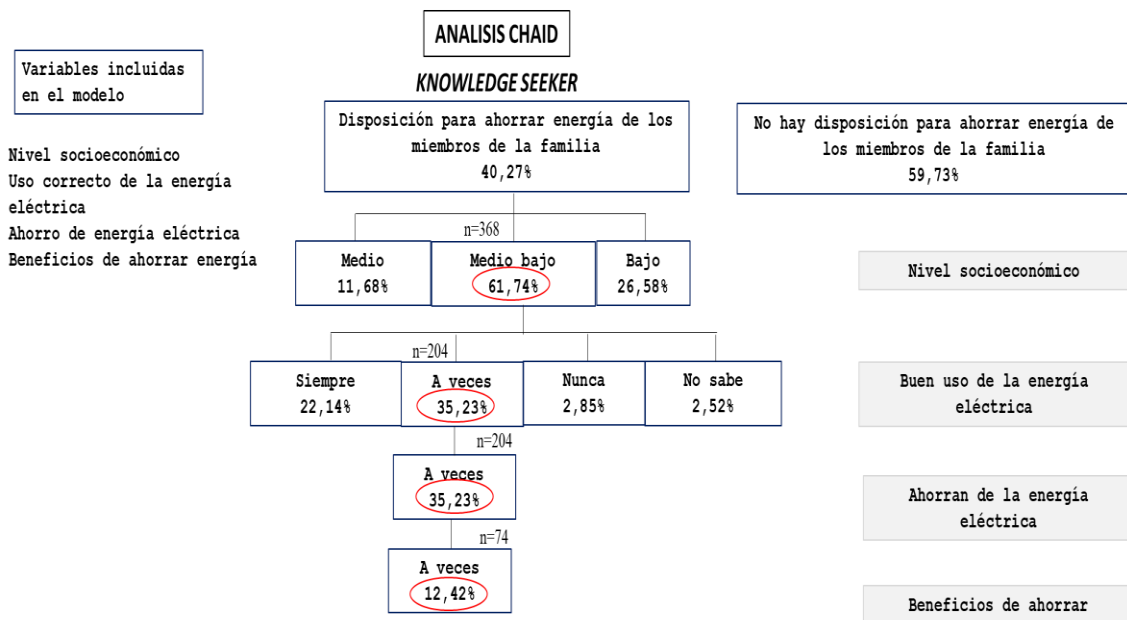 ANALISIS CHAID
KNOWLEDGE SEEKER
Variables incluidas
en el modelo
Nivel socioeconómico
Uso correcto de la energía
eléctrica
Ahorro de energía eléctrica
Beneficios de ahorrar energía
Disposición para ahorrar energía de los
miembros de la familia
40,27%
No hay disposición para ahorrar energía de
los miembros de la familia
59,73%
n=368
Medio
11,68%
Medio bajo
61,74%
Bajo
26,58%
Nivel socioeconómico
n=204
Siempre
22,14%
A veces
35,23%
Nunca
2,85%
No sabe
2,52%
Buen uso de la energía
eléctrica
n=204
A veces
35,23%
Ahorran de la energía
eléctrica
n=74
A veces
12,42%
Beneficios de ahorrar